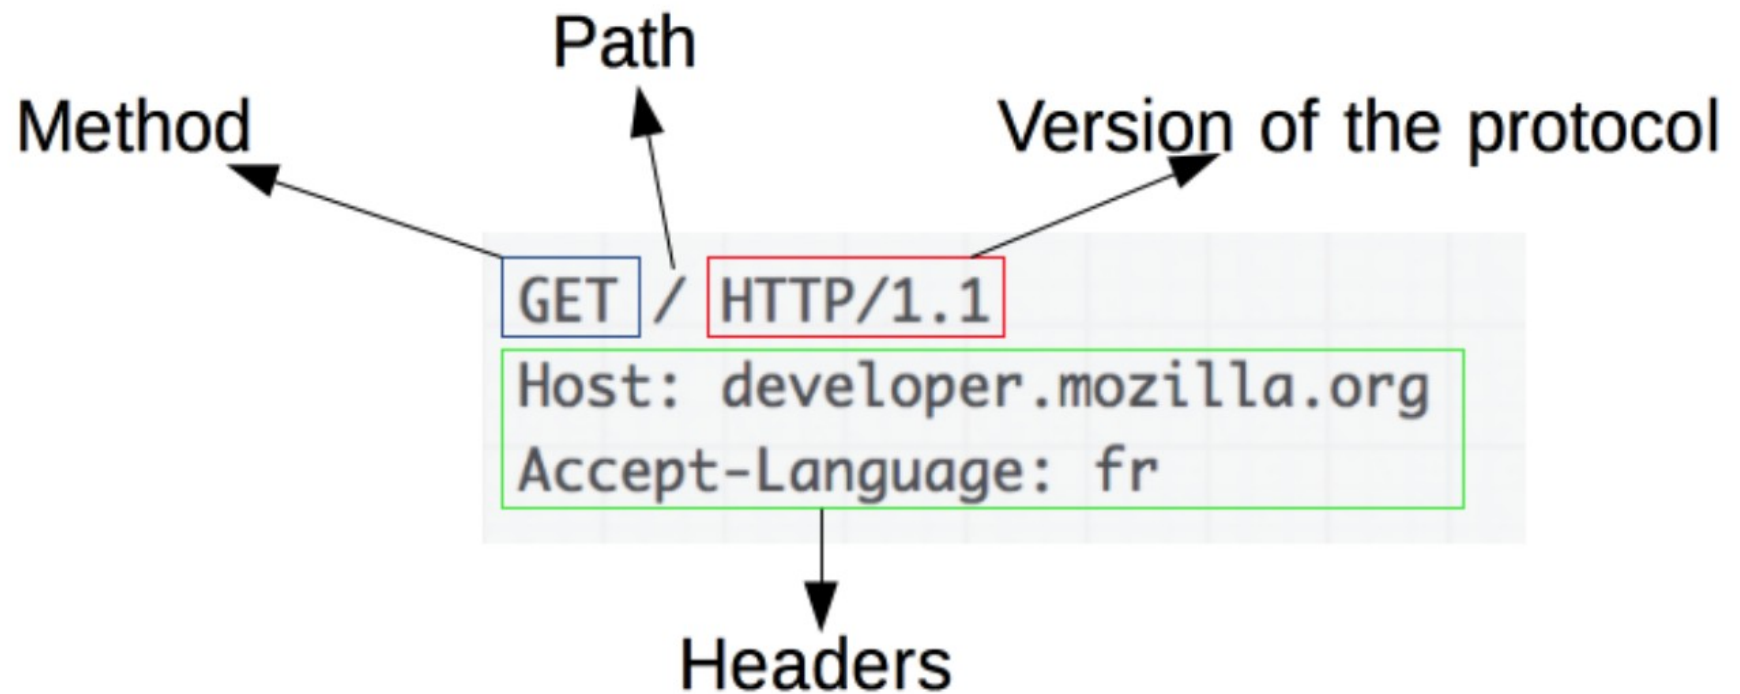 Path
Method
Version of the protocol
GET / HTTP/1.1
Host: developer.mozilla.org
Accept-Language: fr
Headers